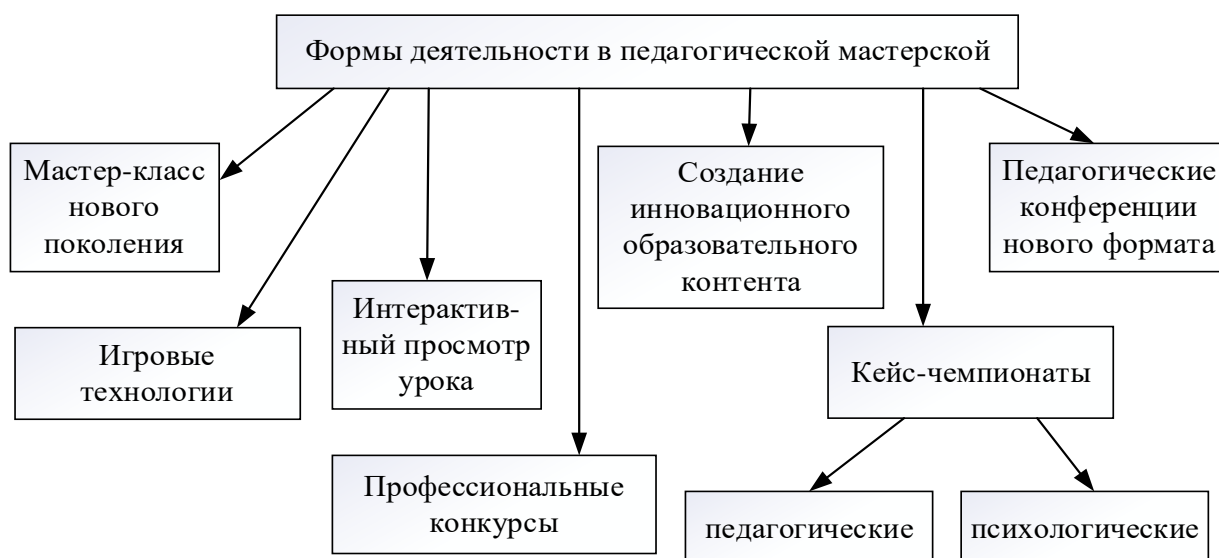 Формы деятельности в педагогической мастерской
Мастер-класс
нового
поколения
Создание
инновационного
образовательного
контента
Педагогические
конференции
нового формата
Игровые
технологии
Интерактив-
ный просмотр
урока
Кейс-чемпионаты
Профессиональные
конкурсы
педагогические
психологические